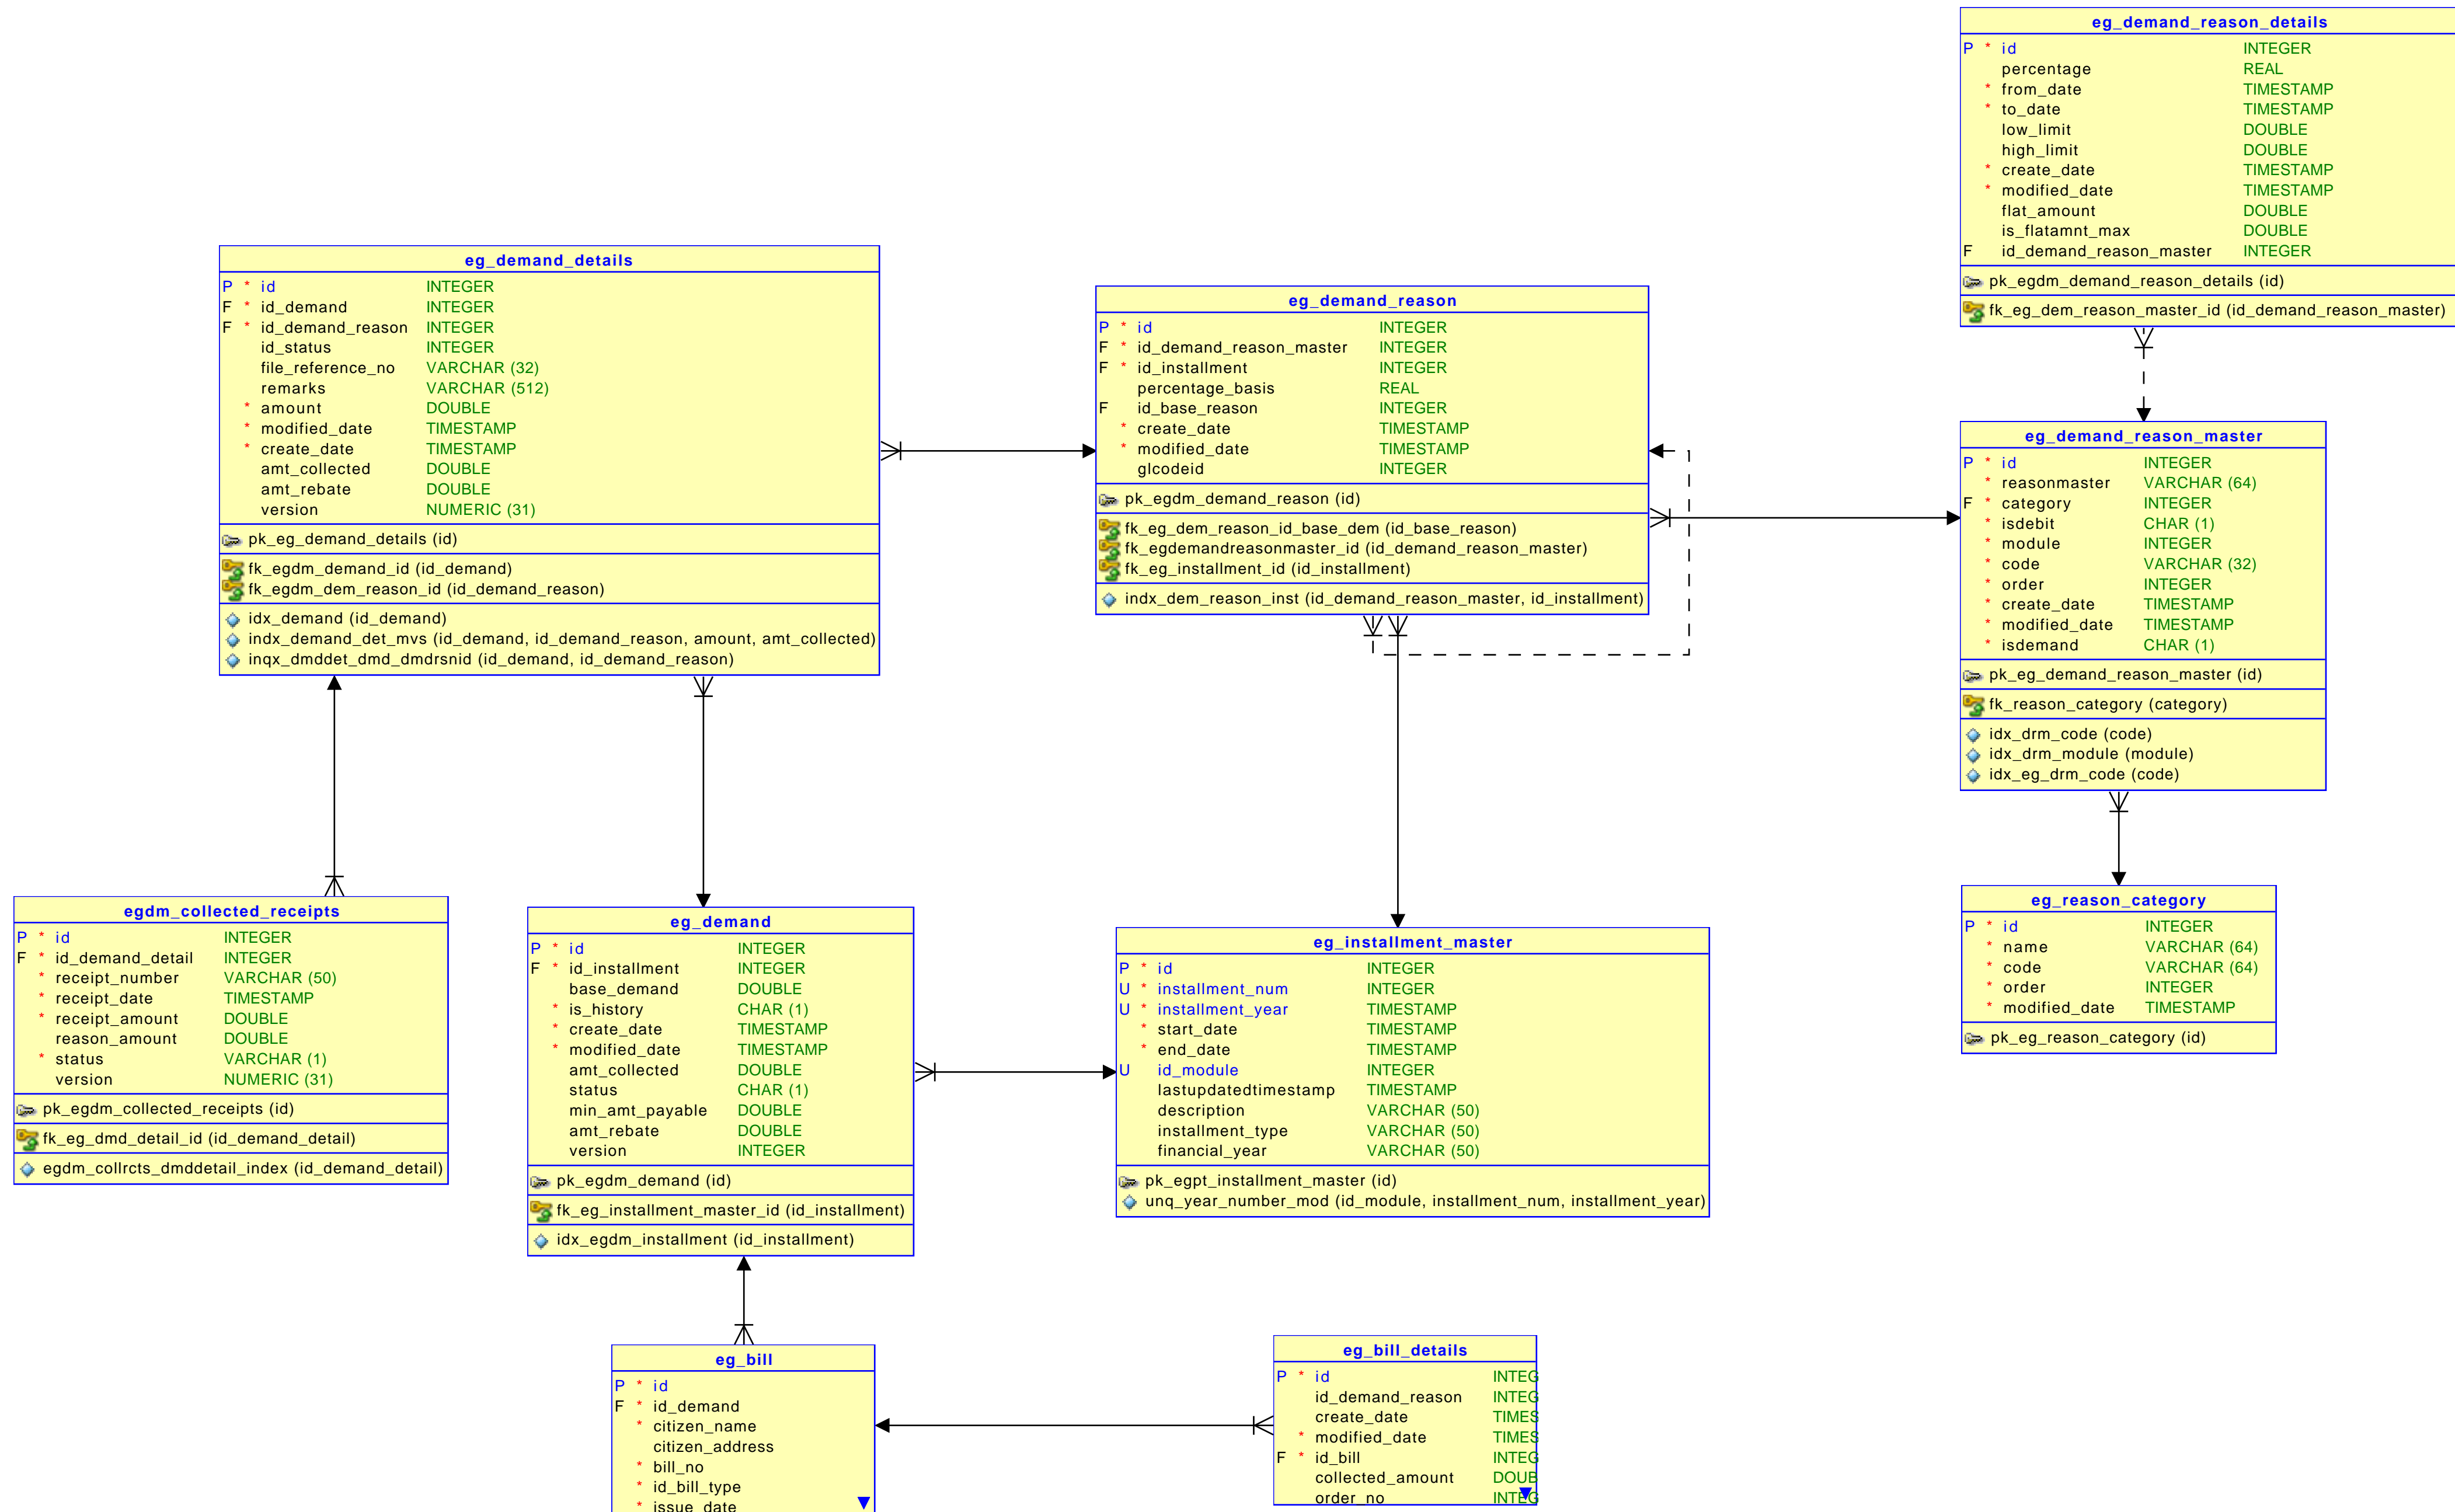 eg_demand_reason_details
P * id INTEGER
percentage REAL
* from_date TIMESTAMP
* to_date TIMESTAMP
low_limit DOUBLE
high_limit DOUBLE
* create_date TIMESTAMP
* modified_date TIMESTAMP
flat_amount DOUBLE
is_flatamnt_max DOUBLE
F id_demand_reason_master INTEGER
pk_egdm_demand_reason_details (id)
fk_eg_dem_reason_master_id (id_demand_reason_master)
eg_demand_details
P * id INTEGER
F * id_demand INTEGER
F * id_demand_reason INTEGER
id_status INTEGER
file_reference_no VARCHAR (32)
remarks VARCHAR (512)
* amount DOUBLE
* modified_date TIMESTAMP
* create_date TIMESTAMP
amt_collected DOUBLE
amt_rebate DOUBLE
version NUMERIC (31)
pk_eg_demand_details (id)
fk_egdm_demand_id (id_demand)
fk_egdm_dem_reason_id (id_demand_reason)
idx_demand (id_demand)
indx_demand_det_mvs (id_demand, id_demand_reason, amount, amt_collected)
inqx_dmddet_dmd_dmdrsnid (id_demand, id_demand_reason)
eg_demand_reason
P * id INTEGER
F * id_demand_reason_master INTEGER
F * id_installment INTEGER
percentage_basis REAL
F id_base_reason INTEGER
* create_date TIMESTAMP
* modified_date TIMESTAMP
glcodeid INTEGER
pk_egdm_demand_reason (id)
fk_eg_dem_reason_id_base_dem (id_base_reason)
fk_egdemandreasonmaster_id (id_demand_reason_master)
fk_eg_installment_id (id_installment)
indx_dem_reason_inst (id_demand_reason_master, id_installment)
eg_demand_reason_master
P * id INTEGER
* reasonmaster VARCHAR (64)
F * category INTEGER
* isdebit CHAR (1)
* module INTEGER
* code VARCHAR (32)
* order INTEGER
* create_date TIMESTAMP
* modified_date TIMESTAMP
* isdemand CHAR (1)
pk_eg_demand_reason_master (id)
fk_reason_category (category)
idx_drm_code (code)
idx_drm_module (module)
idx_eg_drm_code (code)
egdm_collected_receipts
P * id INTEGER
F * id_demand_detail INTEGER
* receipt_number VARCHAR (50)
* receipt_date TIMESTAMP
* receipt_amount DOUBLE
reason_amount DOUBLE
* status VARCHAR (1)
version NUMERIC (31)
pk_egdm_collected_receipts (id)
fk_eg_dmd_detail_id (id_demand_detail)
egdm_collrcts_dmddetail_index (id_demand_detail)
eg_demand
P * id INTEGER
F * id_installment INTEGER
base_demand DOUBLE
* is_history CHAR (1)
* create_date TIMESTAMP
* modified_date TIMESTAMP
amt_collected DOUBLE
status CHAR (1)
min_amt_payable DOUBLE
amt_rebate DOUBLE
version INTEGER
pk_egdm_demand (id)
fk_eg_installment_master_id (id_installment)
idx_egdm_installment (id_installment)
eg_installment_master
P * id INTEGER
U * installment_num INTEGER
U * installment_year TIMESTAMP
* start_date TIMESTAMP
* end_date TIMESTAMP
U id_module INTEGER
lastupdatedtimestamp TIMESTAMP
description VARCHAR (50)
installment_type VARCHAR (50)
financial_year VARCHAR (50)
pk_egpt_installment_master (id)
unq_year_number_mod (id_module, installment_num, installment_year)
eg_reason_category
P * id INTEGER
* name VARCHAR (64)
* code VARCHAR (64)
* order INTEGER
* modified_date TIMESTAMP
pk_eg_reason_category (id)
eg_bill
P * id
F * id_demand
* citizen_name
citizen_address
* bill_no
* id_bill_type
* issue_date
eg_bill_details
P * id INTEG
id_demand_reason INTEG
create_date TIMES
* modified_date TIMES
F * id_bill INTEG
collected_amount DOUB
order_no INTEG